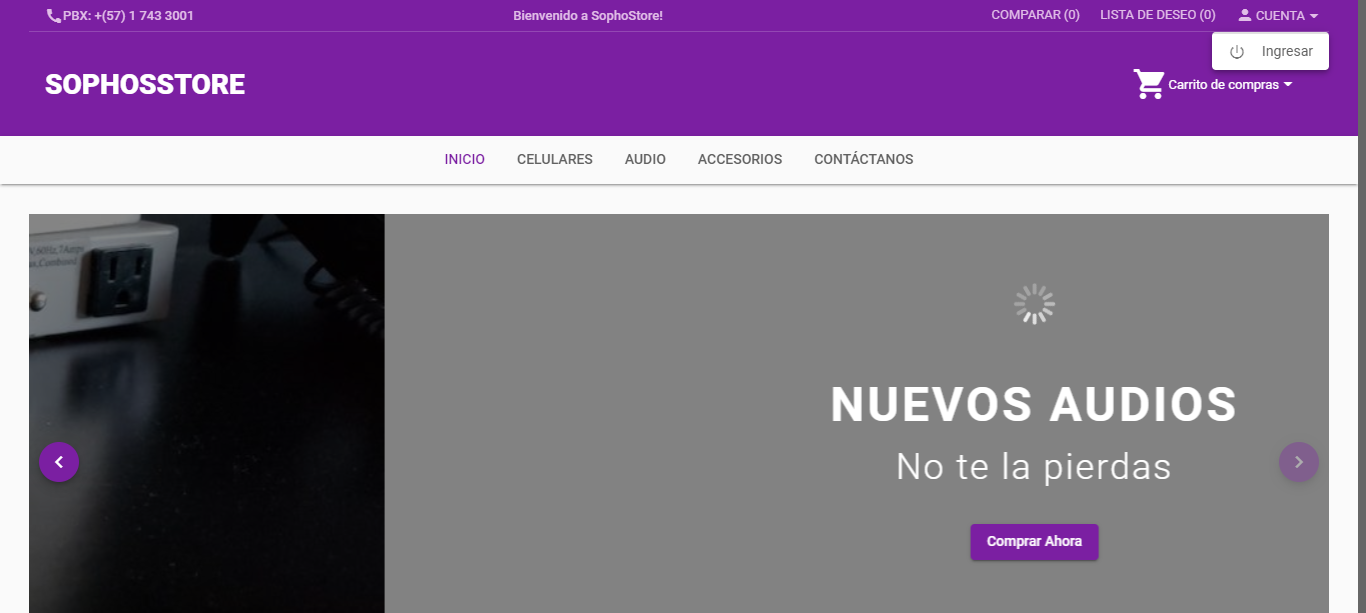 PBX: +(57) 1 743 3001
Bienvenido a SophoStore!
COMPARAR (0)
LISTA DE DESEO (0)
CUENTA
Ingresar
SOPHOSSTORE
Carrito de compras
INICIO
CELULARES
AUDIO
ACCESORIOS
CONTÁCTANOS
NUEVOS AUDIOS
No te la pierdas
Comprar Ahora